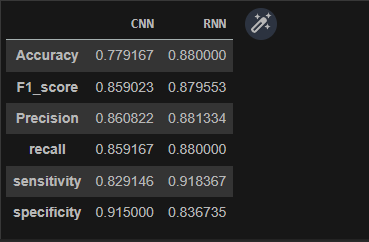 CNN RNN
Accuracy 0.779167 0.880000
F1_score 0.859023 0.879553
Precision 0.860822 0.881334
recall 0.859167 0.880000
sensitivity 0.829146 0.918367
specificity 0.915000 0.836735